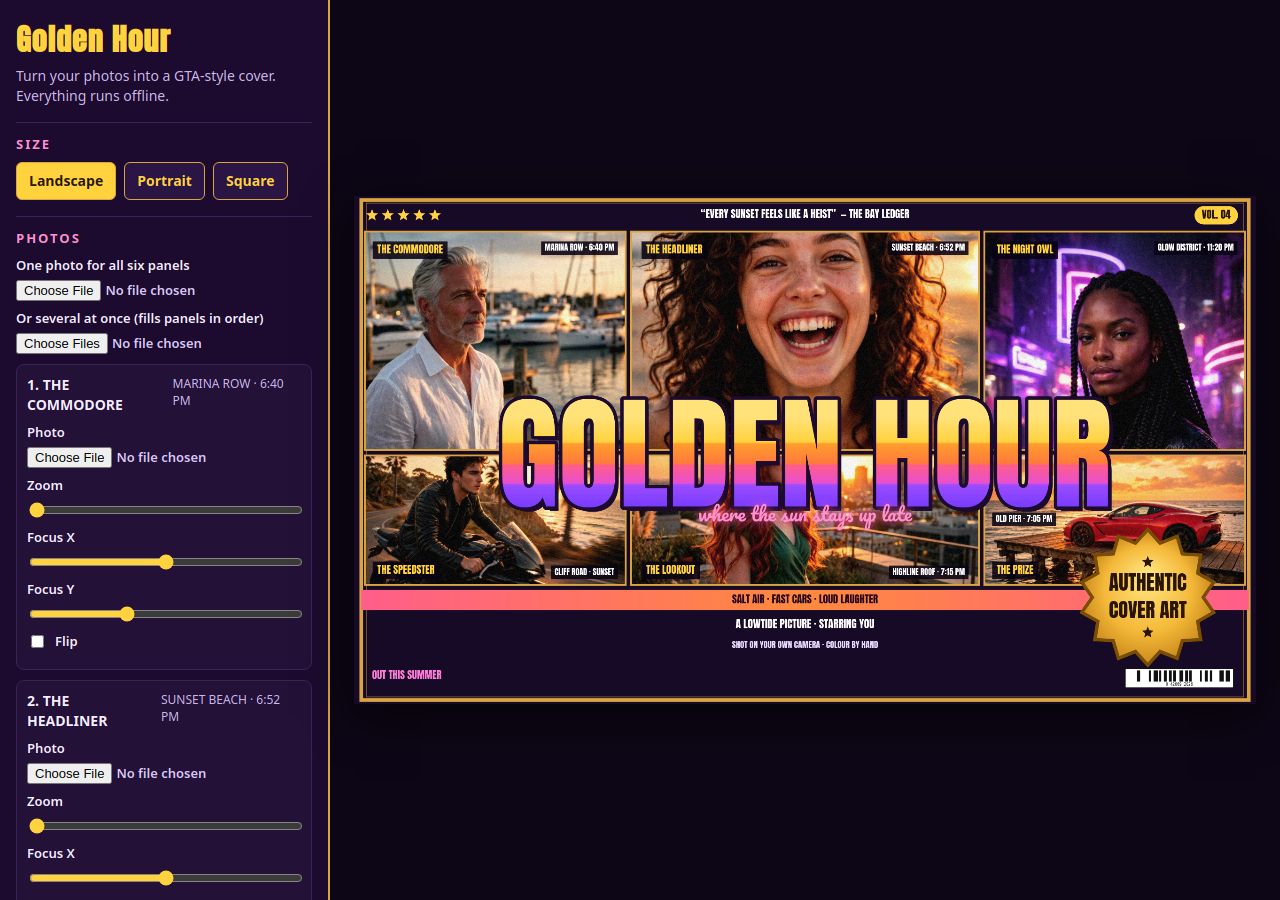 Golden Hour
Turn your photos into a GTA-style cover.
Everything runs offline.
SIZE
Landscape
Portrait
Square
PHOTOS
One photo for all six panels
Choose File No file chosen
Or several at once (fills panels in order)
Choose Files No file chosen
1. THE
COMMODORE
MARINA ROW · 6:40
PM
Photo
Choose File No file chosen
Zoom
Focus X
Focus Y
Flip
2. THE
HEADLINER
SUNSET BEACH · 6:52
PM
Photo
Choose File No file chosen
Zoom
Focus X
"EVERY SUNSET FEELS LIKE A HEIST" — THE BAY LEDGER
VOL. 04
THE COMMODORE
MARINA ROW · 6:40 PM
THE HEADLINER
SUNSET BEACH · 6:52 PM
THE NIGHT OWL
GLOW DISTRICT · 11:20 PM
GOLDEN HOUR
where the sun stays up late
THE SPEEDSTER
CLIFF ROAD · SUNSET
THE LOOKOUT
HIGHLINE ROOF · 7:15 PM
OLD PIER · 7:05 PM
THE PRIZE
AUTHENTIC
COVER ART
SALT AIR · FAST CARS · LOUD LAUGHTER
A LOWTIDE PICTURE · STARRING YOU
SHOT ON YOUR OWN CAMERA · COLOUR BY HAND
OUT THIS SUMMER